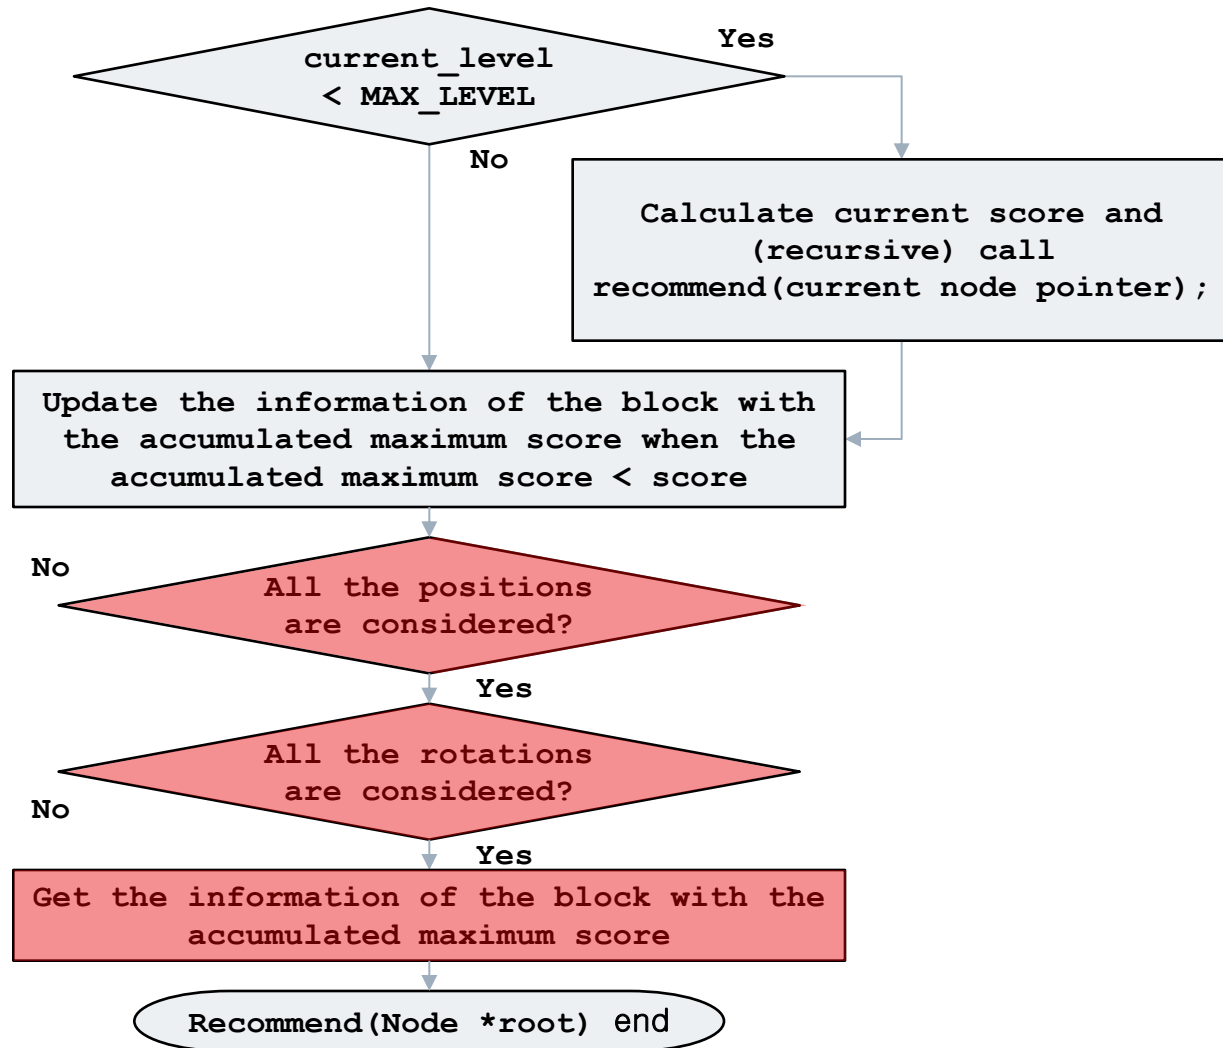 current_level
< MAX_LEVEL
Yes
No
Calculate current score and
(recursive) call
recommend(current node pointer);
Update the information of the block with
the accumulated maximum score when the
accumulated maximum score < score
No
All the positions
are considered?
Yes
All the rotations
are considered?
No
Yes
Get the information of the block with the
accumulated maximum score
Recommend(Node *root) end